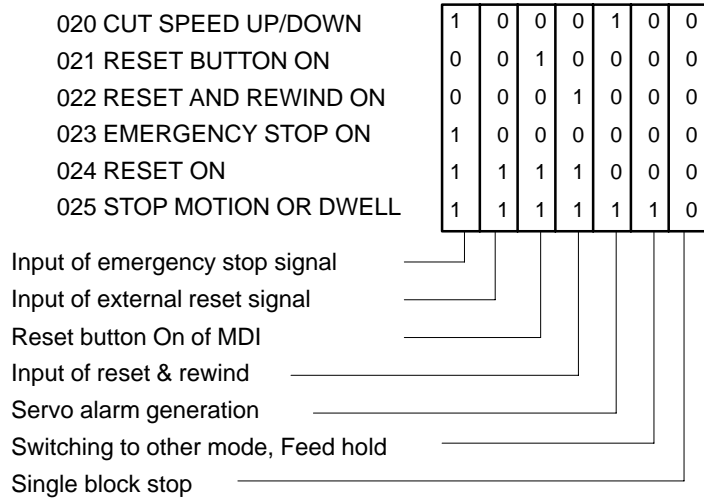 020 CUT SPEED UP/DOWN 1 0 0 0 1 0 0
021 RESET BUTTON ON 0 0 1 0 0 0 0
022 RESET AND REWIND ON 0 0 0 1 0 0 0
023 EMERGENCY STOP ON 1 0 0 0 0 0 0
024 RESET ON 1 1 1 1 0 0 0
025 STOP MOTION OR DWELL 1 1 1 1 1 1 0
Input of emergency stop signal
Input of external reset signal
Reset button On of MDI
Input of reset & rewind
Servo alarm generation
Switching to other mode, Feed hold
Single block stop